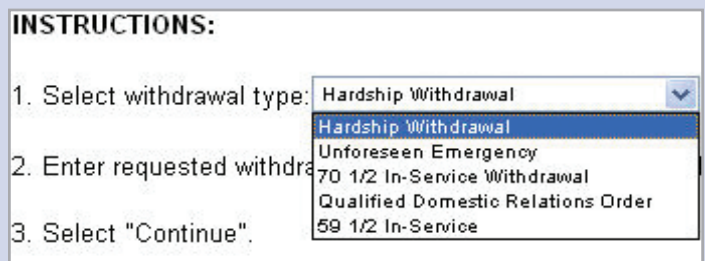 INSTRUCTIONS:
1. Select withdrawal type: Hardship Withdrawal
Hardship Withdrawal
Unforeseen Emergency
2. Enter requested
70 1/2 In-Service Withdrawal
Qualified Domestic Relations Order
59 1/2 In-Service
3. Select "Continue".